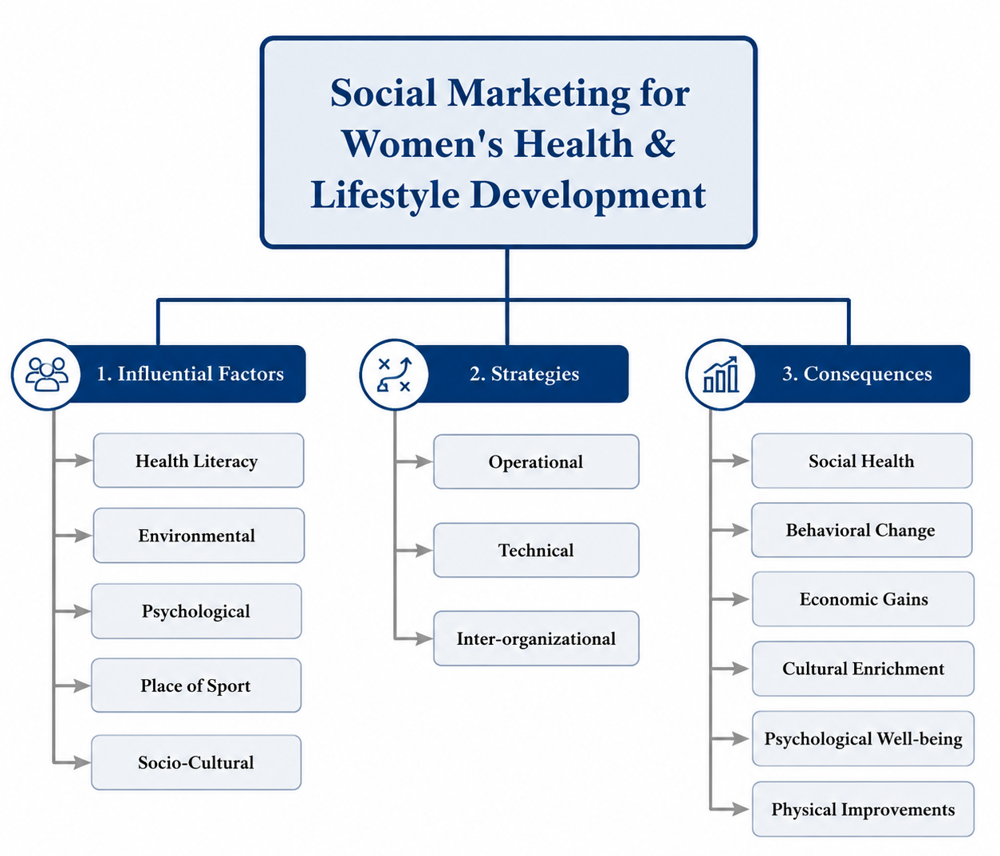 Social Marketing for
Women's Health &
Lifestyle Development
1. Influential Factors
Health Literacy
Environmental
Psychological
Place of Sport
Socio-Cultural
2. Strategies
Operational
Technical
Inter-organizational
3. Consequences
Social Health
Behavioral Change
Economic Gains
Cultural Enrichment
Psychological Well-being
Physical Improvements